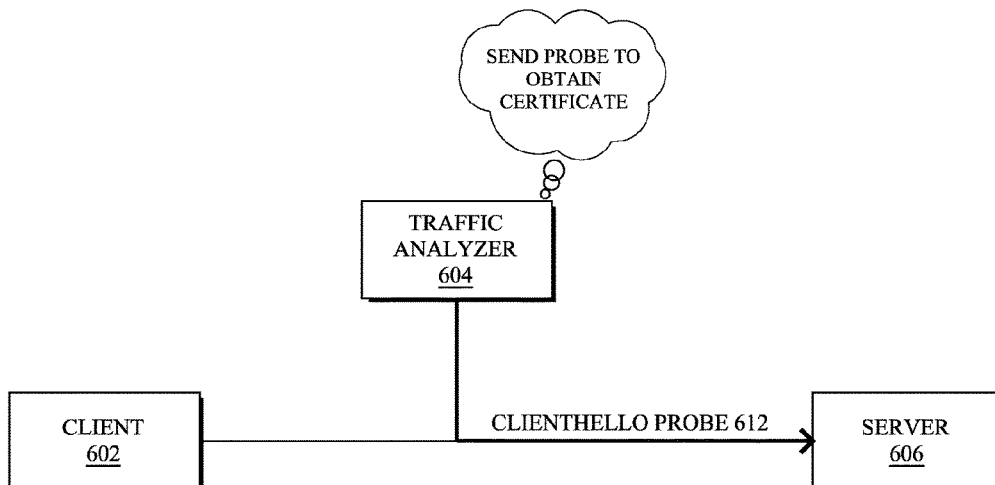 SEND PROBE TO
OBTAIN
CERTIFICATE
TRAFFIC
ANALYZER
604
CLIENT
602
CLIENTHELLO PROBE 612
SERVER
606